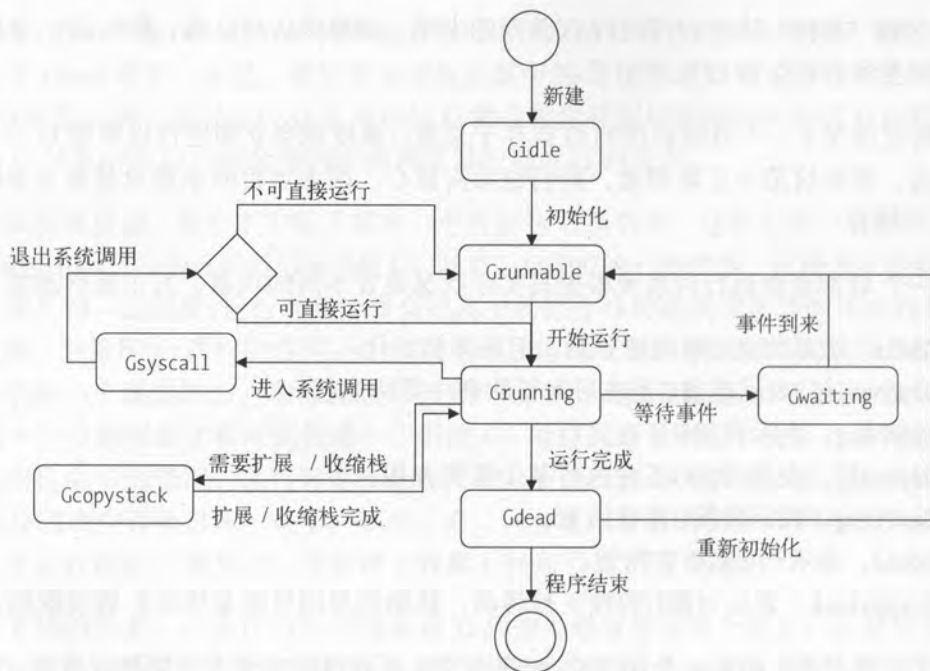 新建
Gidle
不可直接运行
初始化
退出系统调用
Grunnable
可直接运行
开始运行
事件到来
Gsyscall
进入系统调用
Grunning
等待事件
Gwaiting
需要扩展 /收缩栈
运行完成
Gcopystack
扩展/收缩栈完成
Gdead
重新初始化
程序结束